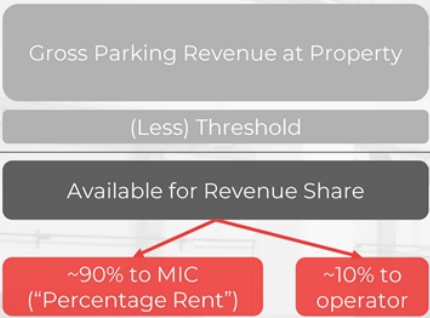 Gross Parking Revenue at Property
(Less) Threshold
Available for Revenue Share
~90% to MIC
(“Percentage Rent”)
~10% to
operator